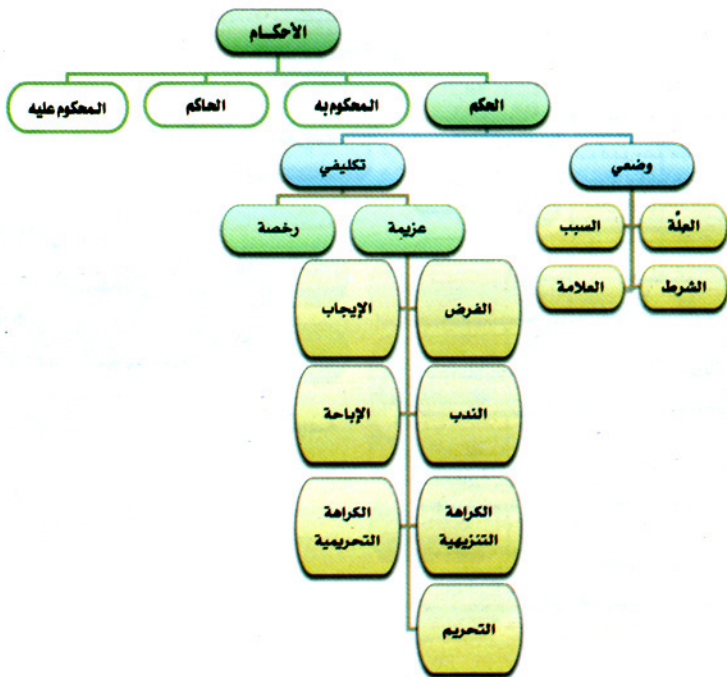 الأحكـام
الحكم
المحكوم به
الحاكم
المحكوم عليه
وضعي
تكليفي
العلَّة
السبب
الشرط
العلامة
عزيمة
رخصة
الفرض
الإيجاب
الندب
الإباحة
الكراهة
التنزيهية
الكراهة
التحريمية
التحريم